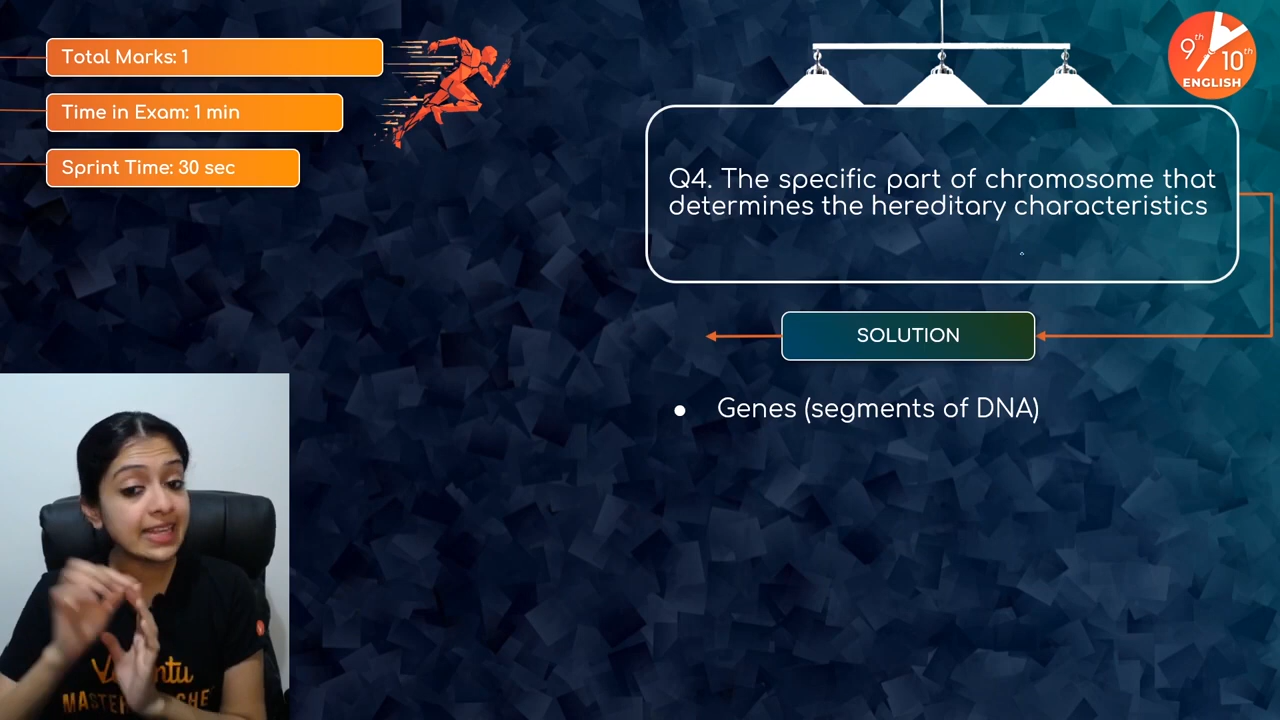 Total Marks: 1
Time in Exam: 1 min
Sprint Time: 30 sec
9th
10th
ENGLISH
Q4. The specific part of chromosome that
determines the hereditary characteristics
SOLUTION
● Genes (segments of DNA)